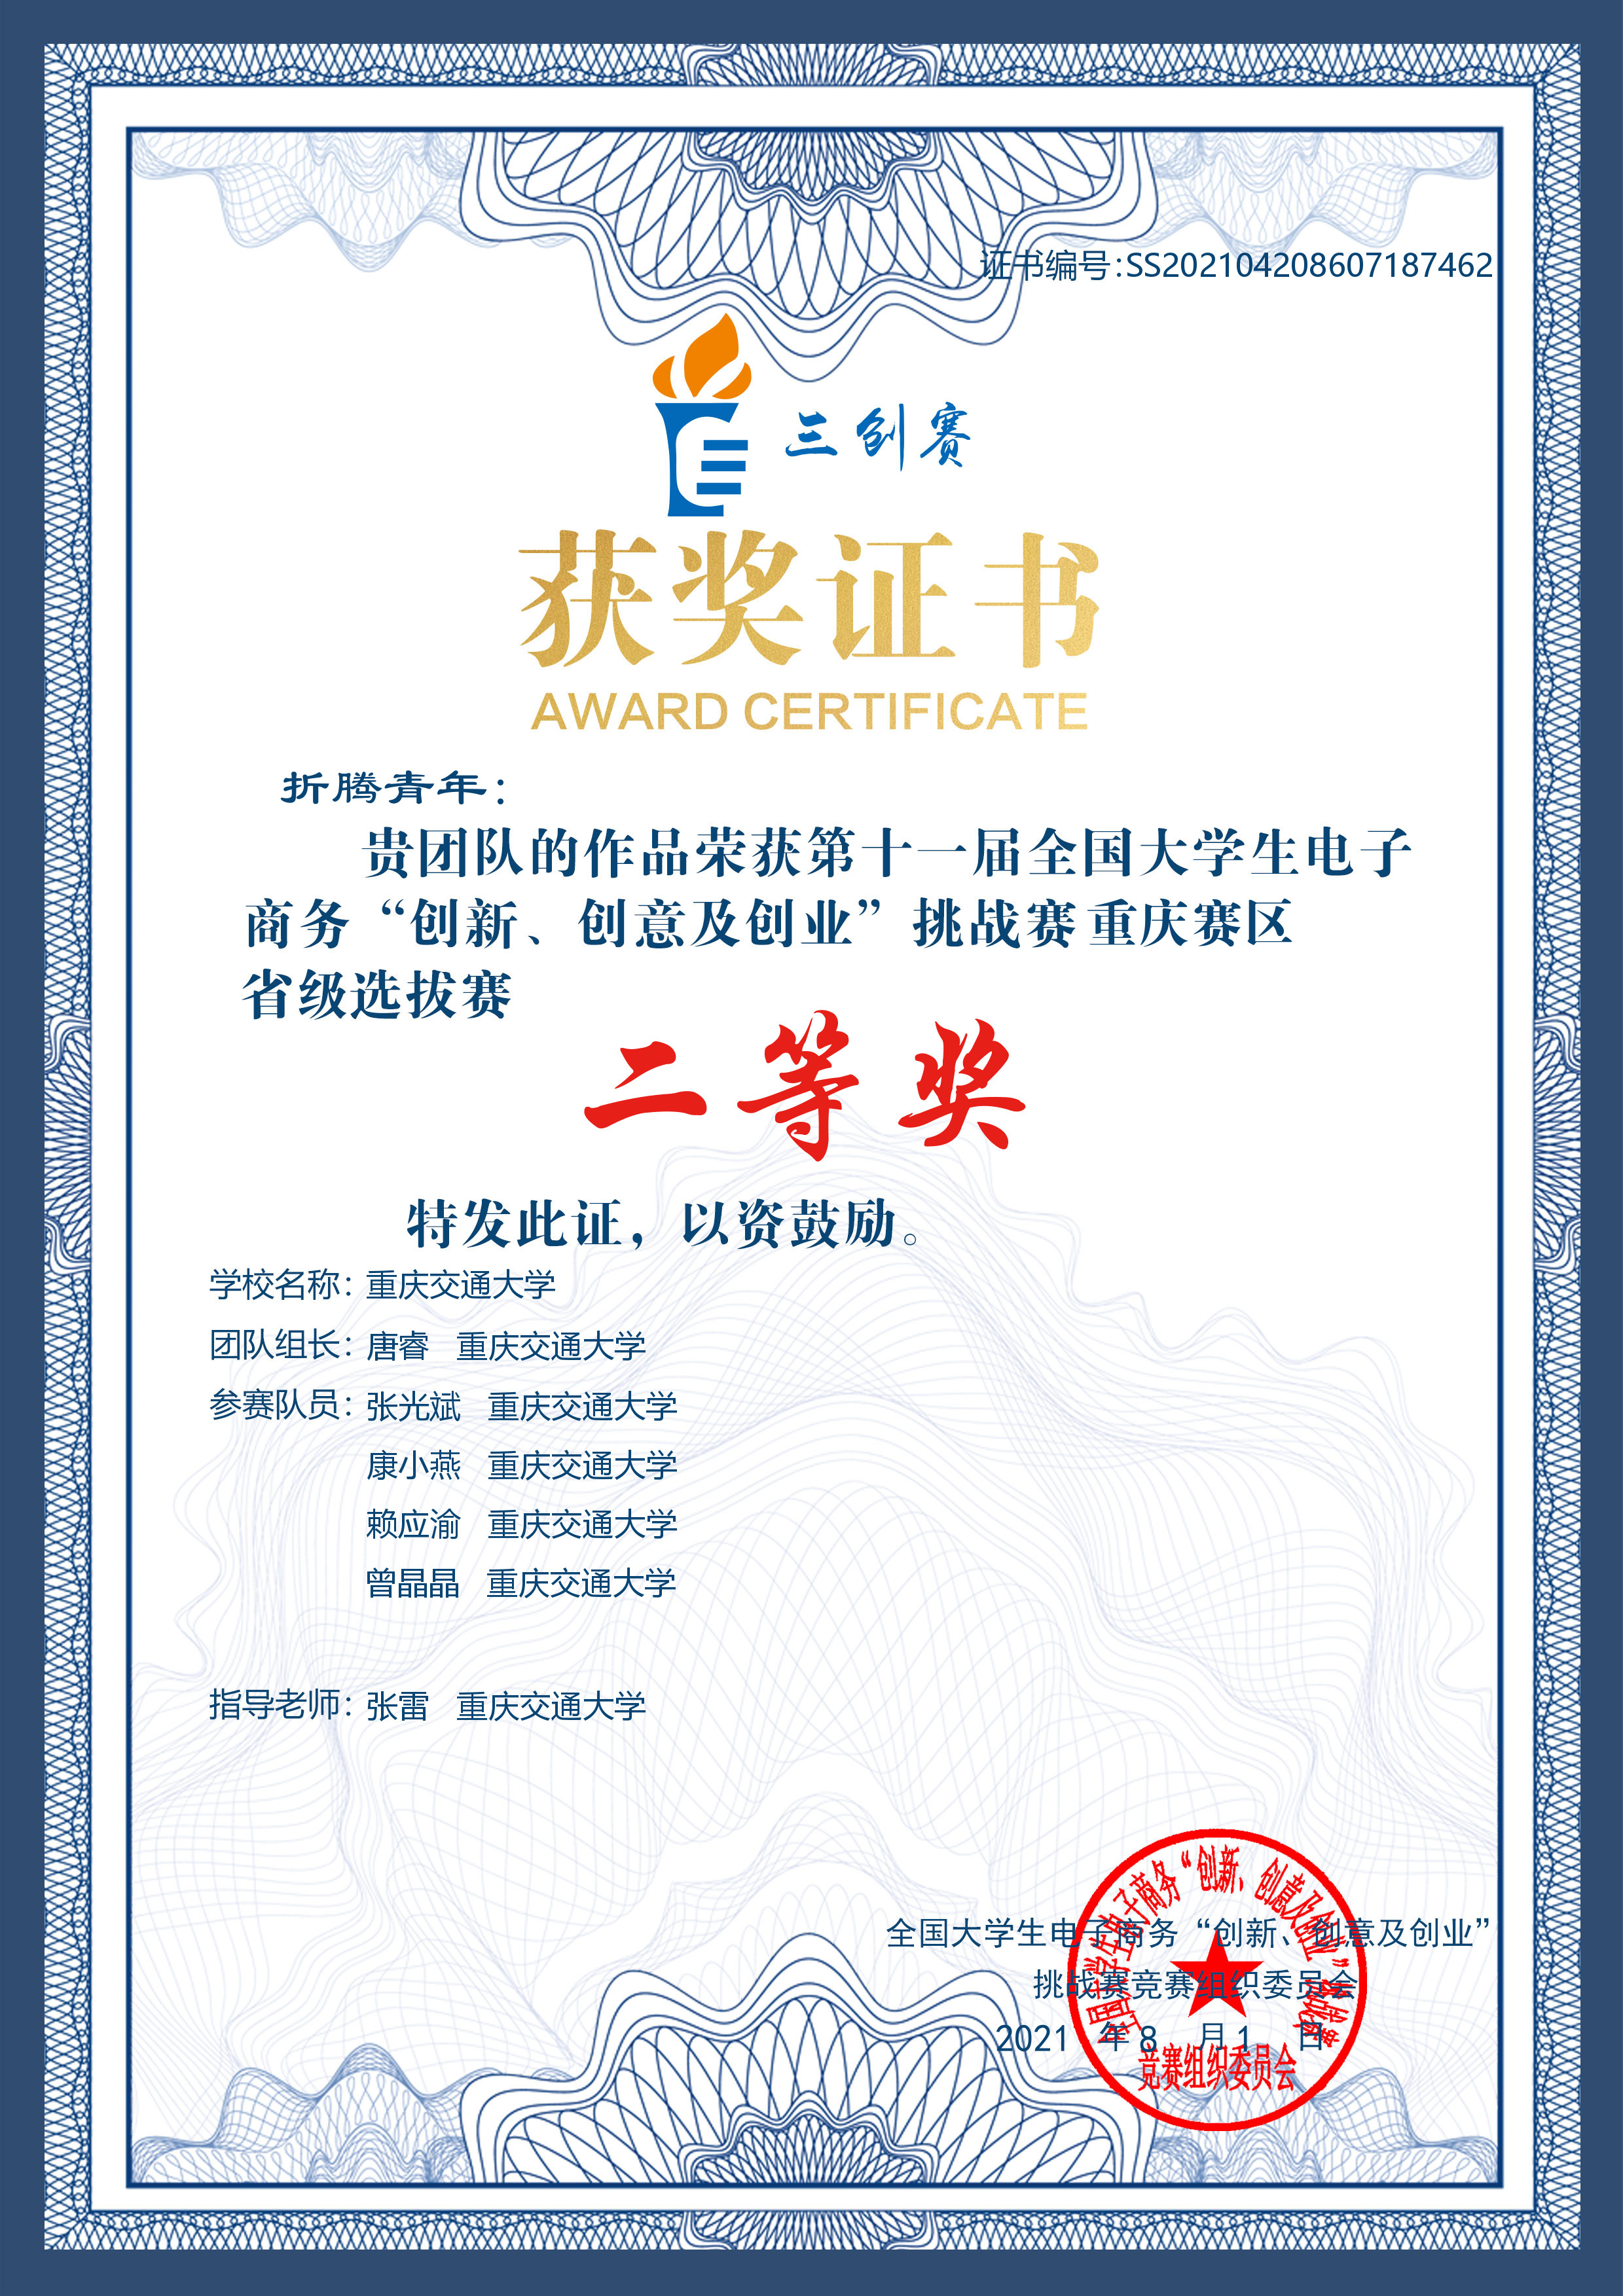 证书编号:SS202104208607187462
三创赛
获奖证书
AWARD CERTIFICATE
折腾青年:
贵团队的作品荣获第十一届全国大学生电子
商务“创新、创意及创业”挑战赛 重庆赛区
省级选拔赛
二等奖
特发此证，以资鼓励。
学校名称: 重庆交通大学
团队组长: 唐睿 重庆交通大学
参赛队员: 张光斌 重庆交通大学
康小燕 重庆交通大学
赖应渝 重庆交通大学
曾晶晶 重庆交通大学
指导老师: 张雷 重庆交通大学
全国大学生电子商务“创新、创意及创业”
挑战赛竞赛组织委员会
2021 年 8 月 1 日
全国大学生电子商务“创新、创意及创业”挑战赛
竞赛组织委员会